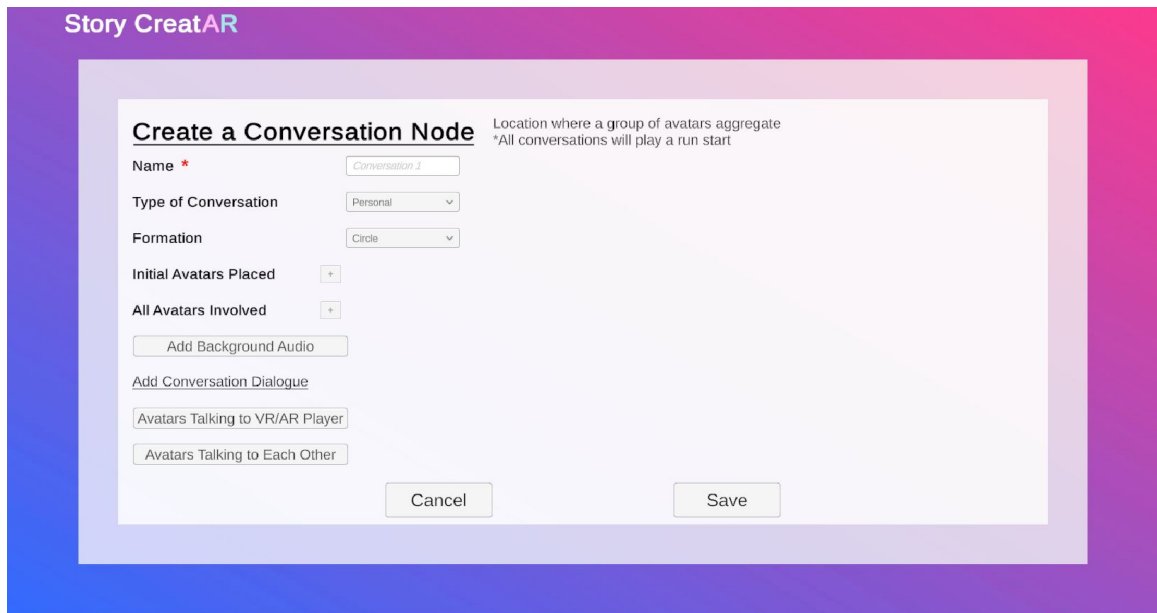 Story CreatAR
Create a Conversation Node
Location where a group of avatars aggregate
*All conversations will play a run start
Name *
Conversation 1
Type of Conversation
Personal
Formation
Circle
Initial Avatars Placed
+
All Avatars Involved
+
Add Background Audio
Add Conversation Dialogue
Avatars Talking to VR/AR Player
Avatars Talking to Each Other
Cancel
Save